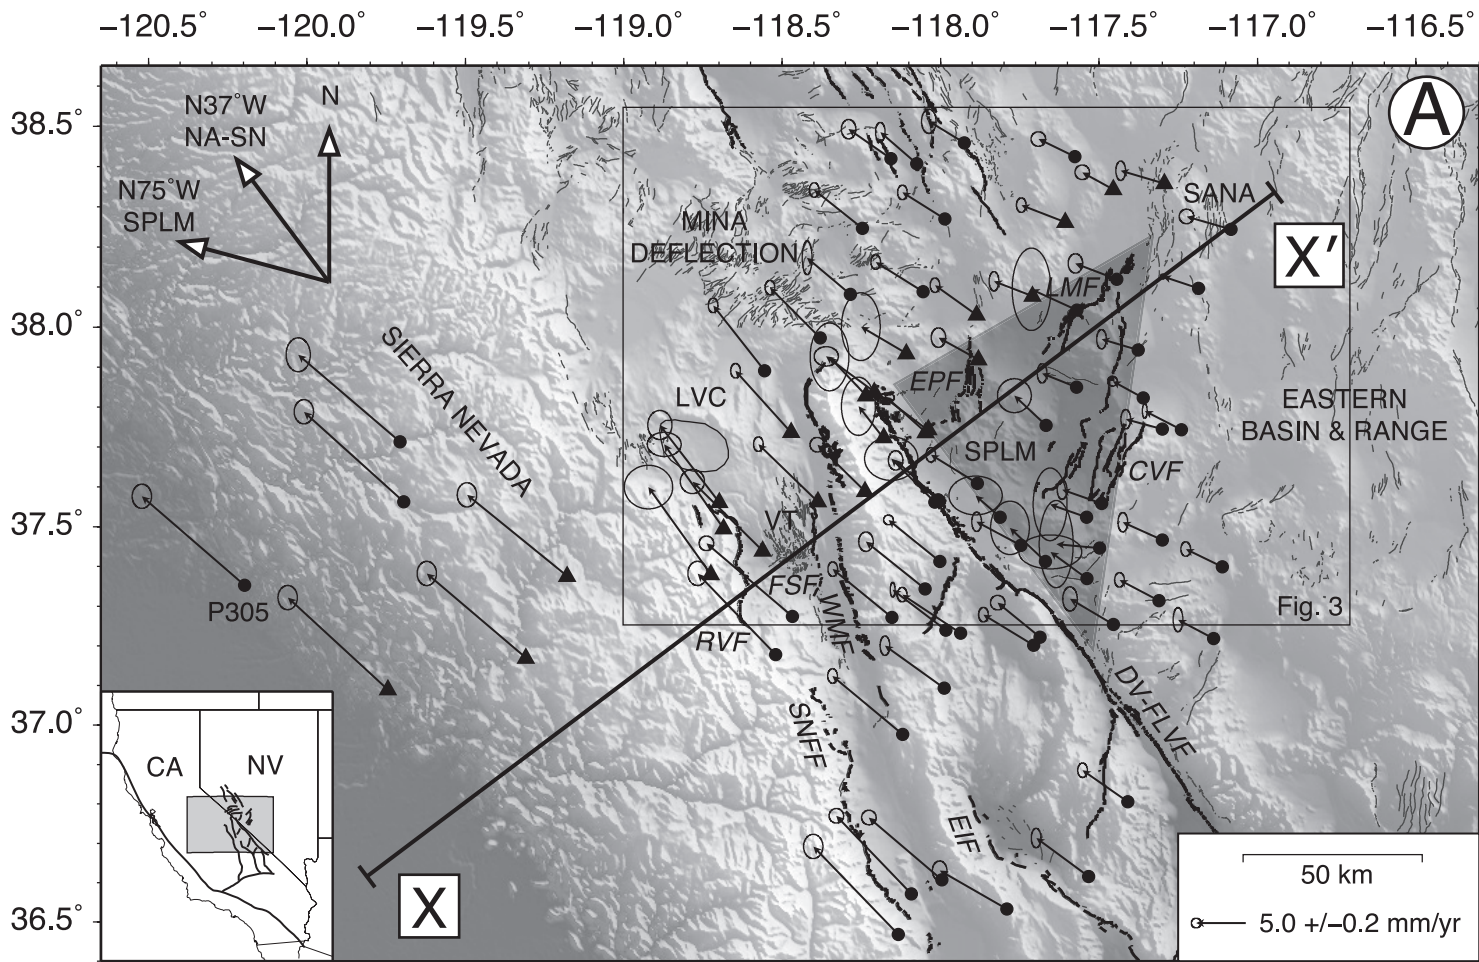 −120.5° −120.0° −119.5° −119.0° −118.5° −118.0° −117.5° −117.0° −116.5°
38.5°
38.0°
37.5°
37.0°
36.5°
A
N37°W
NA-SN
N
N75°W
SPLM
SANA
X′
MINA
DEFLECTION
LMF
SIERRA NEVADA
LVC
EPF
EASTERN
BASIN & RANGE
SPLM
CVF
VT
P305
FSF
Fig. 3
RVF
WMF
DV-FLVF
SNFF
EIF
CA
NV
X
50 km
5.0 +/−0.2 mm/yr